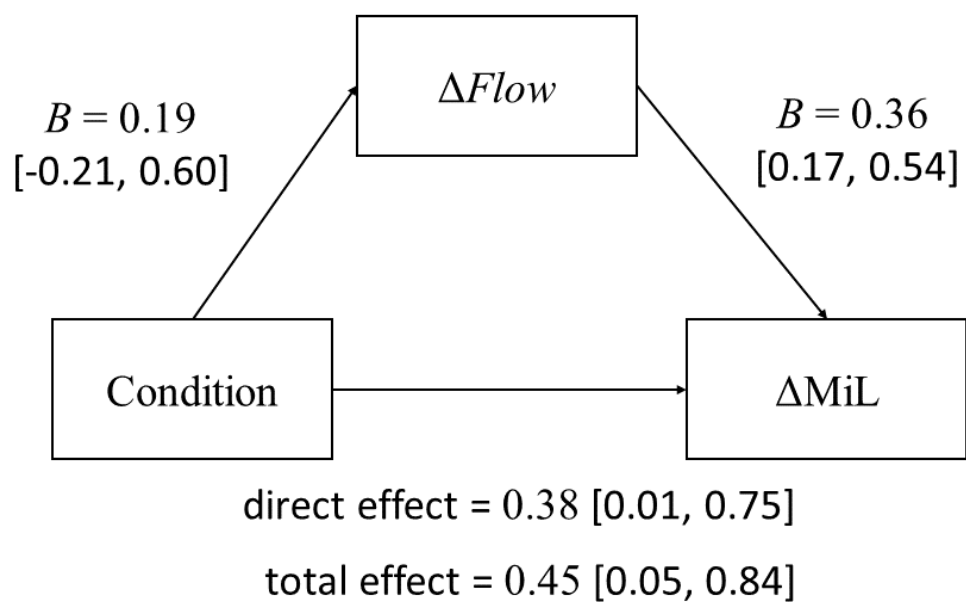 ΔFlow
B = 0.19
[-0.21, 0.60]
B = 0.36
[0.17, 0.54]
Condition
ΔMiL
direct effect = 0.38 [0.01, 0.75]
total effect = 0.45 [0.05, 0.84]